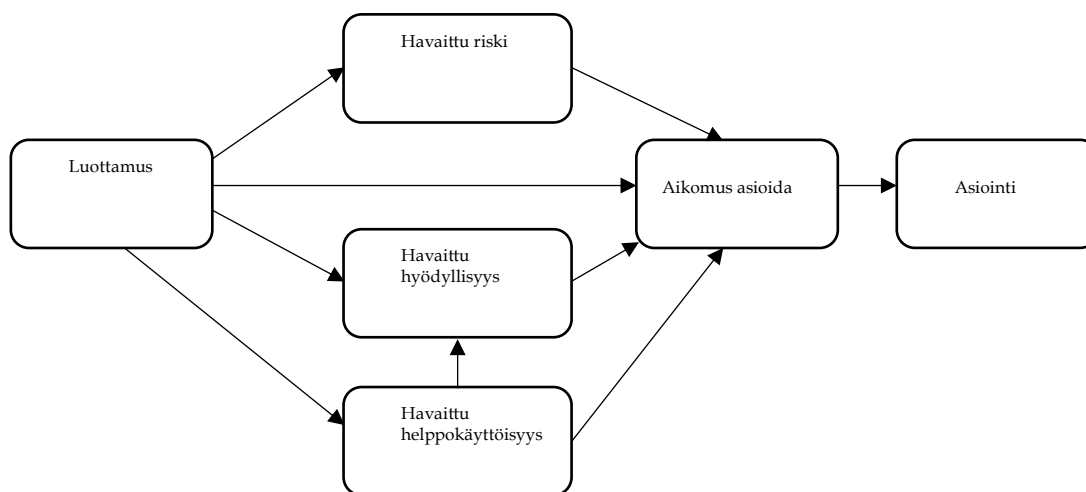 Havaittu riski
Luottamus
Aikomus asioida
Asiointi
Havaittu
hyödyllisyys
Havaittu
helppokäyttöisyys